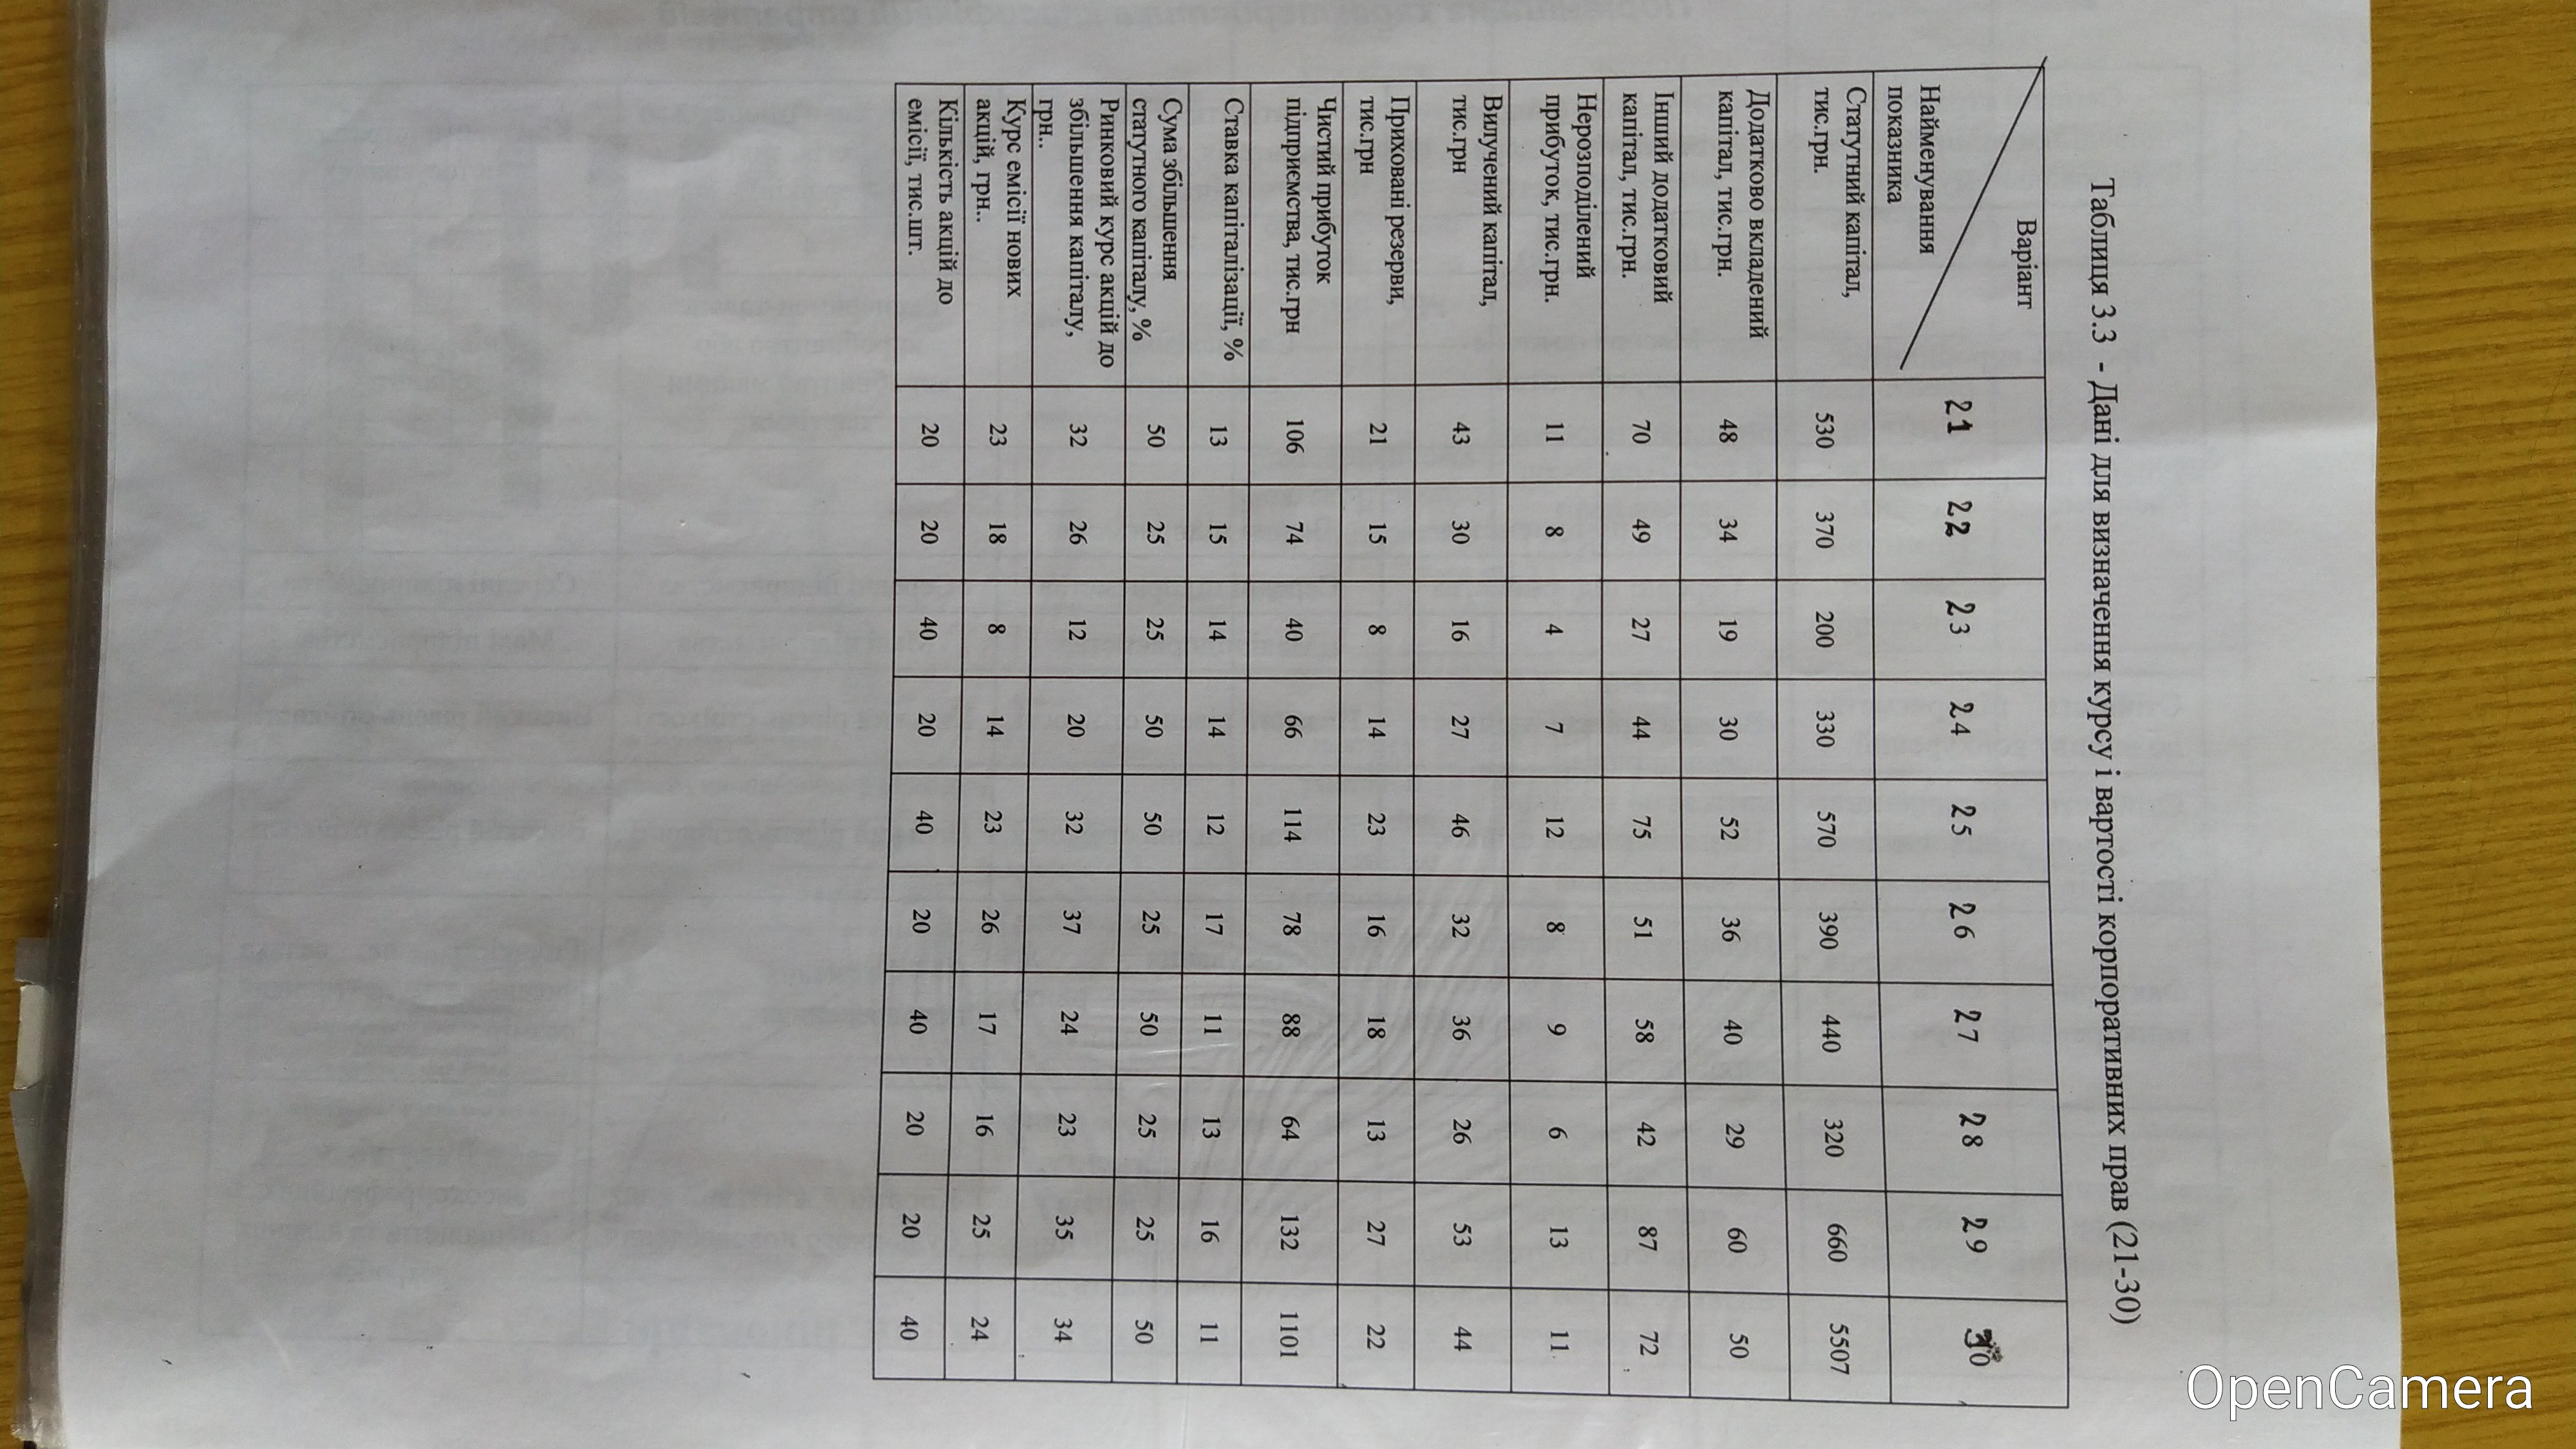 Таблиця 3.3 - Дані для визначення курсу і вартості корпоративних прав (21-30)
Варіант
Найменування
показника
21 22 23 24 25 26 27 28 29 30
Статутний капітал,
тис.грн.
530 370 200 330 570 390 440 320 660 5507
Додатково вкладений
капітал, тис.грн.
48 34 19 30 52 36 40 29 60 50
Інший додатковий
капітал, тис.грн.
70 49 27 44 75 51 58 42 87 72
Нерозподілений
прибуток, тис.грн.
11 8 4 7 12 8 9 6 13 11
Вилучений капітал,
тис.грн
43 30 16 27 46 32 36 26 53 44
Приховані резерви,
тис.грн
21 15 8 14 23 16 18 13 27 22
Чистий прибуток
підприємства, тис.грн
106 74 40 66 114 78 88 64 132 1101
Ставка капіталізації, %
13 15 14 14 12 17 11 13 16 11
Сума збільшення
статутного капіталу, %
50 25 25 50 50 25 50 25 25 50
Ринковий курс акцій до
збільшення капіталу,
грн..
32 26 12 20 32 37 24 23 35 34
Курс емісії нових
акцій, грн..
23 18 8 14 23 26 17 16 25 24
Кількість акцій до
емісії, тис.шт.
20 20 40 20 40 20 40 20 20 40
OpenCamera